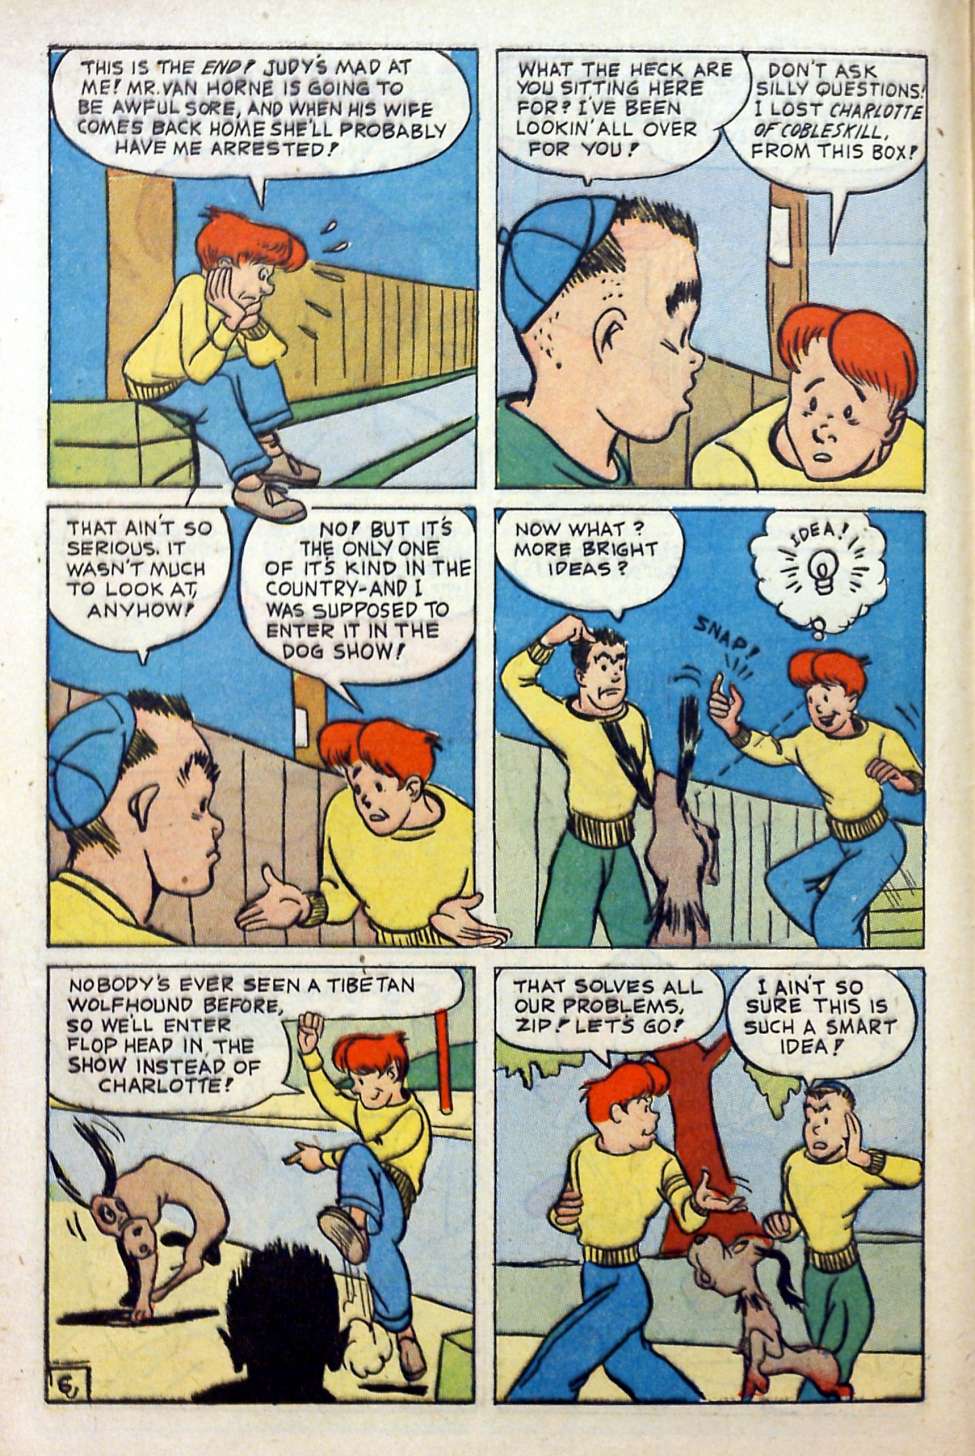 THIS IS THE END! JUDY'S MAD AT
ME! MR. VAN HORNE IS GOING TO
BE AWFUL SORE, AND WHEN HIS WIFE
COMES BACK HOME SHE'LL PROBABLY
HAVE ME ARRESTED!
WHAT THE HECK ARE
YOU SITTING HERE
FOR? I'VE BEEN
LOOKIN' ALL OVER
FOR YOU!
DON'T ASK
SILLY QUESTIONS!
I LOST CHARLOTTE
OF COBLESKILL,
FROM THIS BOX!
THAT AIN'T SO
SERIOUS. IT
WASN'T MUCH
TO LOOK AT,
ANYHOW!
NO! BUT IT'S
THE ONLY ONE
OF IT'S KIND IN THE
COUNTRY-AND I
WAS SUPPOSED TO
ENTER IT IN THE
DOG SHOW!
NOW WHAT?
MORE BRIGHT
IDEAS?
SNAP!
IDEA!
NOBODY'S EVER SEEN A TIBETAN
WOLFHOUND BEFORE,
SO WE'LL ENTER
FLOP HEAD IN THE
SHOW INSTEAD OF
CHARLOTTE!
6
THAT SOLVES ALL
OUR PROBLEMS,
ZIP! LET'S GO!
I AIN'T SO
SURE THIS IS
SUCH A SMART
IDEA!